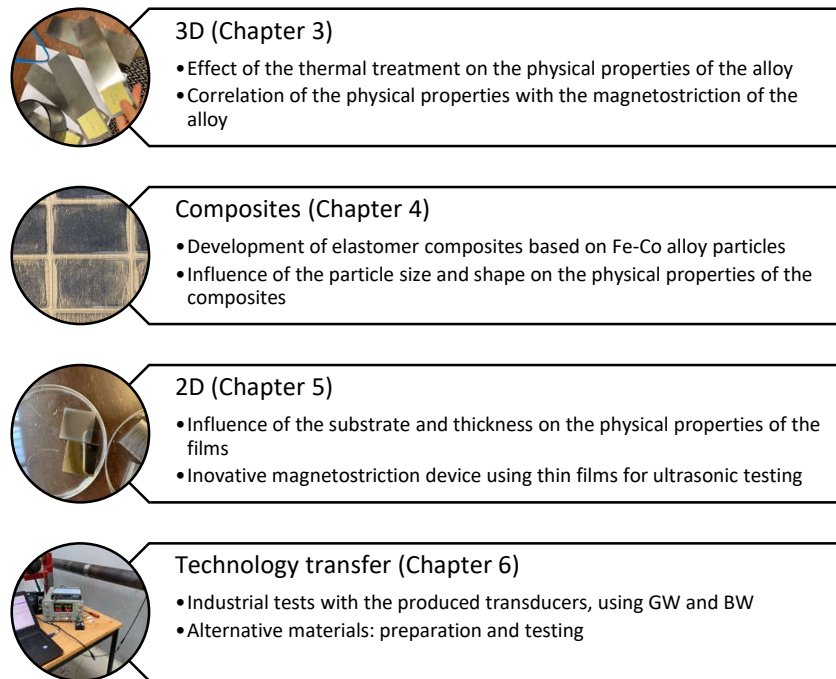 3D (Chapter 3)
•Effect of the thermal treatment on the physical properties of the alloy
•Correlation of the physical properties with the magnetostriction of the
alloy
Composites (Chapter 4)
•Development of elastomer composites based on Fe-Co alloy particles
•Influence of the particle size and shape on the physical properties of the
composites
2D (Chapter 5)
•Influence of the substrate and thickness on the physical properties of the
films
•Inovative magnetostriction device using thin films for ultrasonic testing
Technology transfer (Chapter 6)
•Industrial tests with the produced transducers, using GW and BW
•Alternative materials: preparation and testing